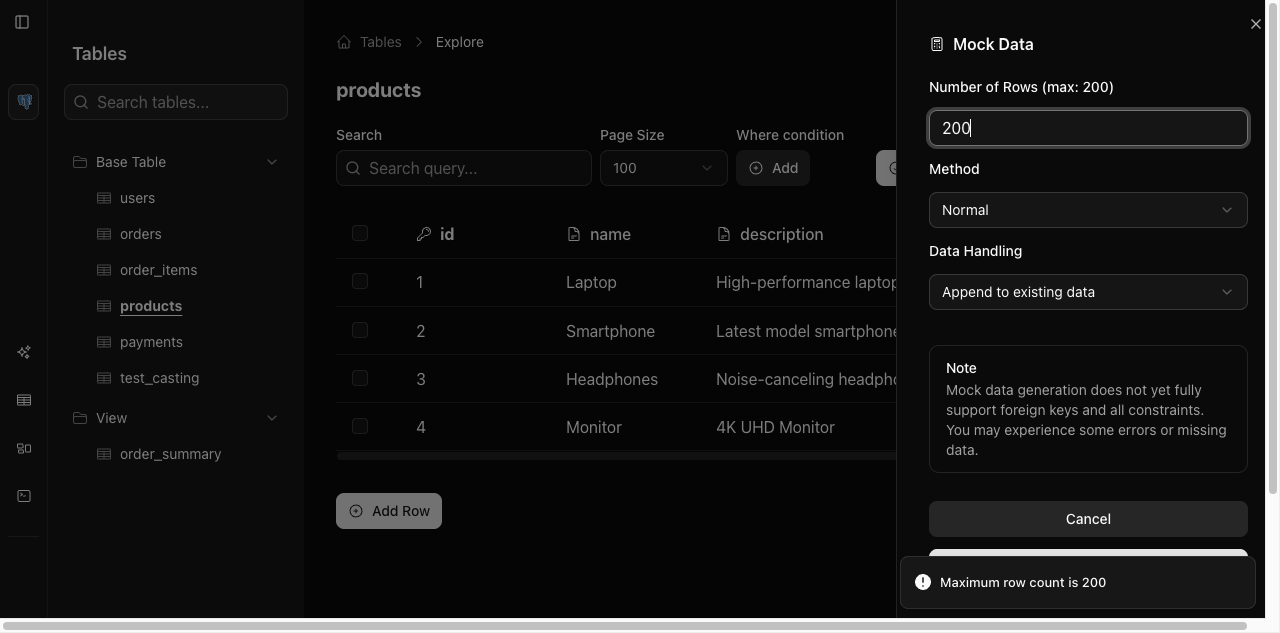 Tables
Search tables...
Base Table
users
orders
order_items
products
payments
test_casting
View
order_summary
Tables > Explore
products
Search
Page Size
Where condition
Search query...
100
Add
id name description
1 Laptop High-performance laptop
2 Smartphone Latest model smartphone
3 Headphones
Noise-canceling
4 Monitor 4K UHD Monitor
Add Row
Mock Data
Number of Rows (max: 200)
200
Method
Normal
Data Handling
Append to existing data
Note
Mock data generation does not yet fully
support foreign keys and all constraints.
You may experience some errors or missing
data.
Cancel
Maximum row count is 200